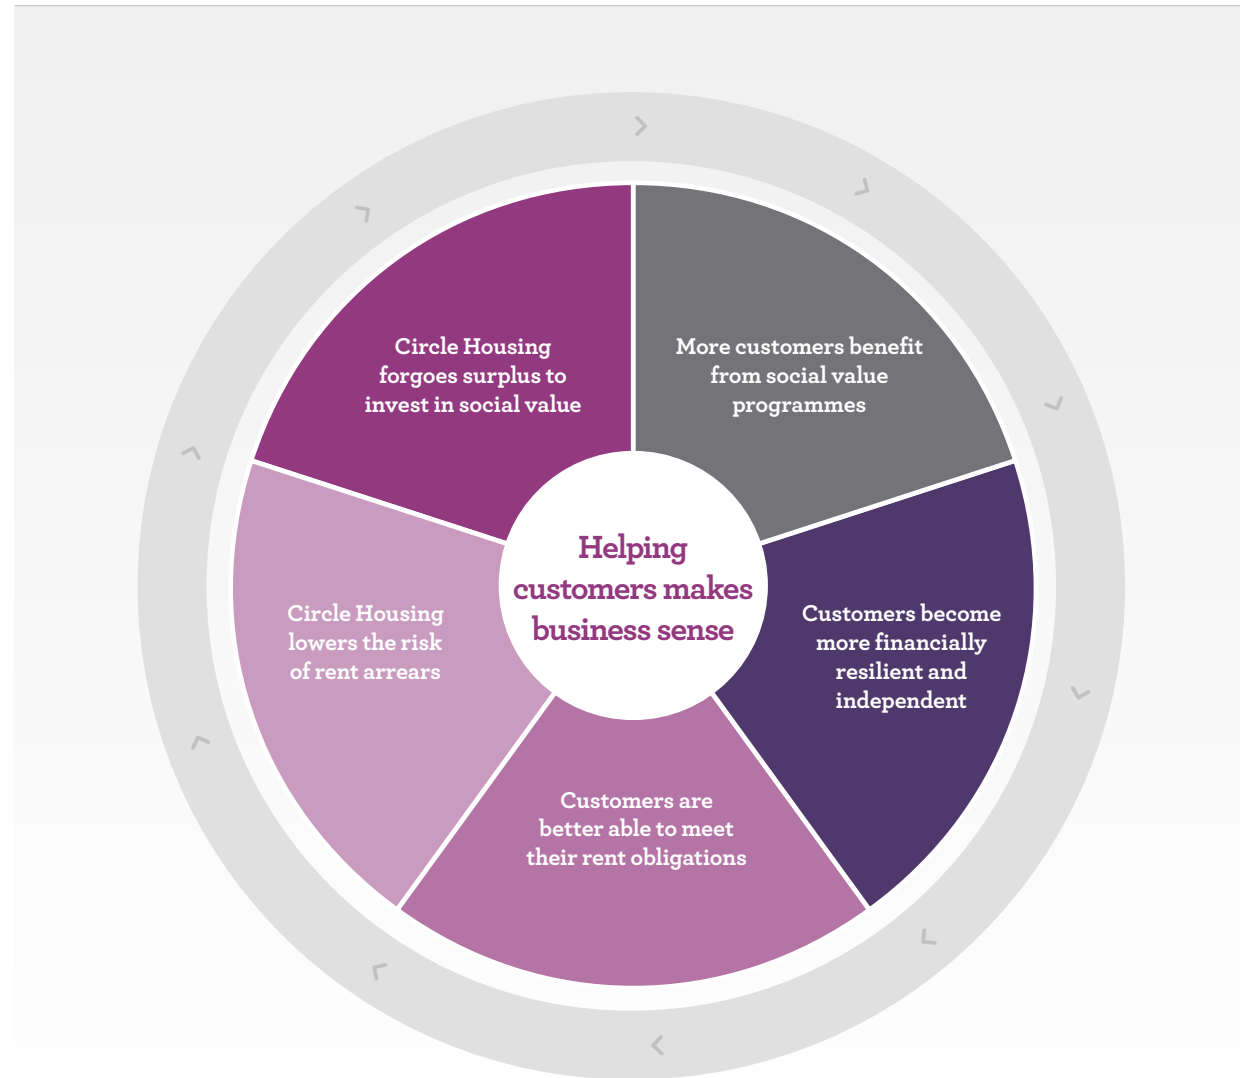 Circle Housing
forgoes surplus to
invest in social value
More customers benefit
from social value
programmes
Customers become
more financially
resilient and
independent
Customers are
better able to meet
their rent obligations
Circle Housing
lowers the risk
of rent arrears
Helping
customers makes
business sense